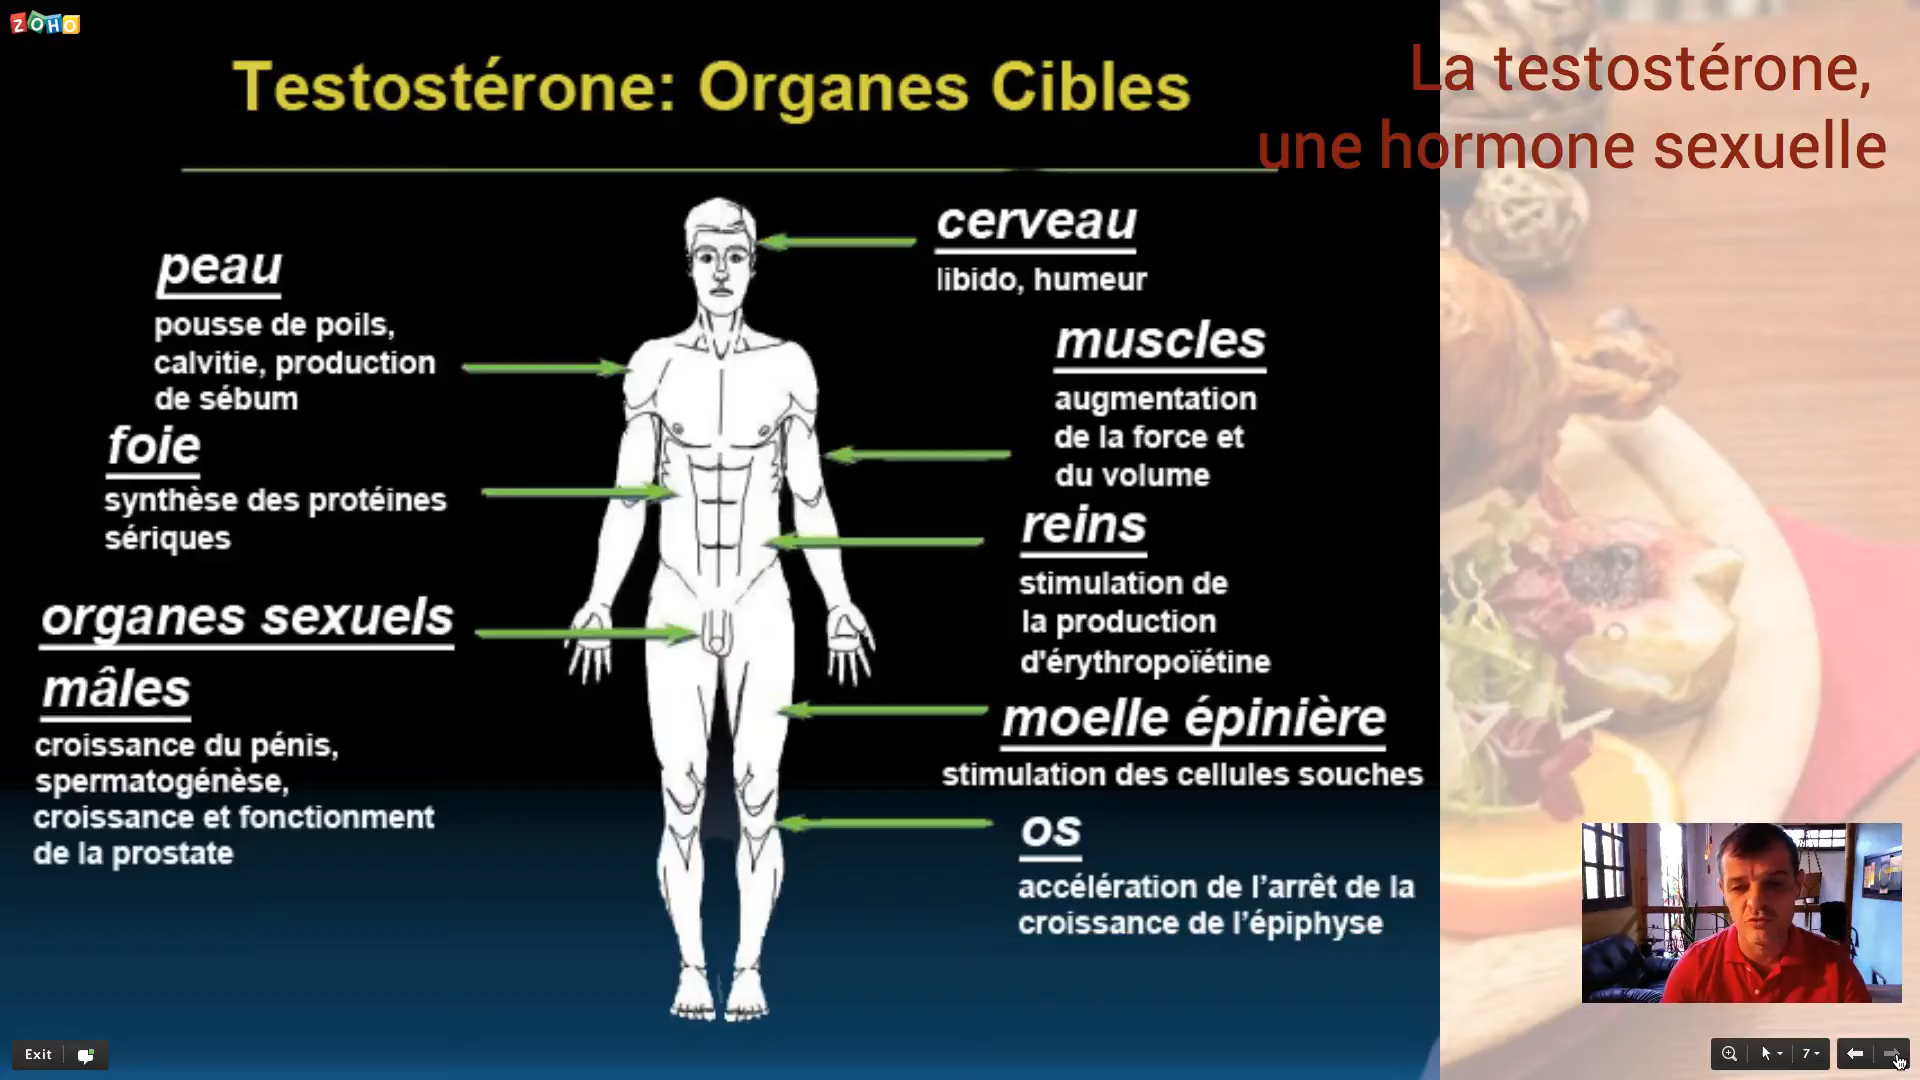 ZOHO
Testostérone: Organes Cibles
La testostérone,
une hormone sexuelle
peau
pousse de poils,
calvitie, production
de sébum
foie
synthèse des protéines
sériques
organes sexuels
mâles
croissance du pénis,
spermatogénèse,
croissance et fonctionment
de la prostate
cerveau
libido, humeur
muscles
augmentation
de la force et
du volume
reins
stimulation de
la production
d'érythropoïétine
moelle épinière
stimulation des cellules souches
os
accélération de l’arrêt de la
croissance de l’épiphyse
Exit
7